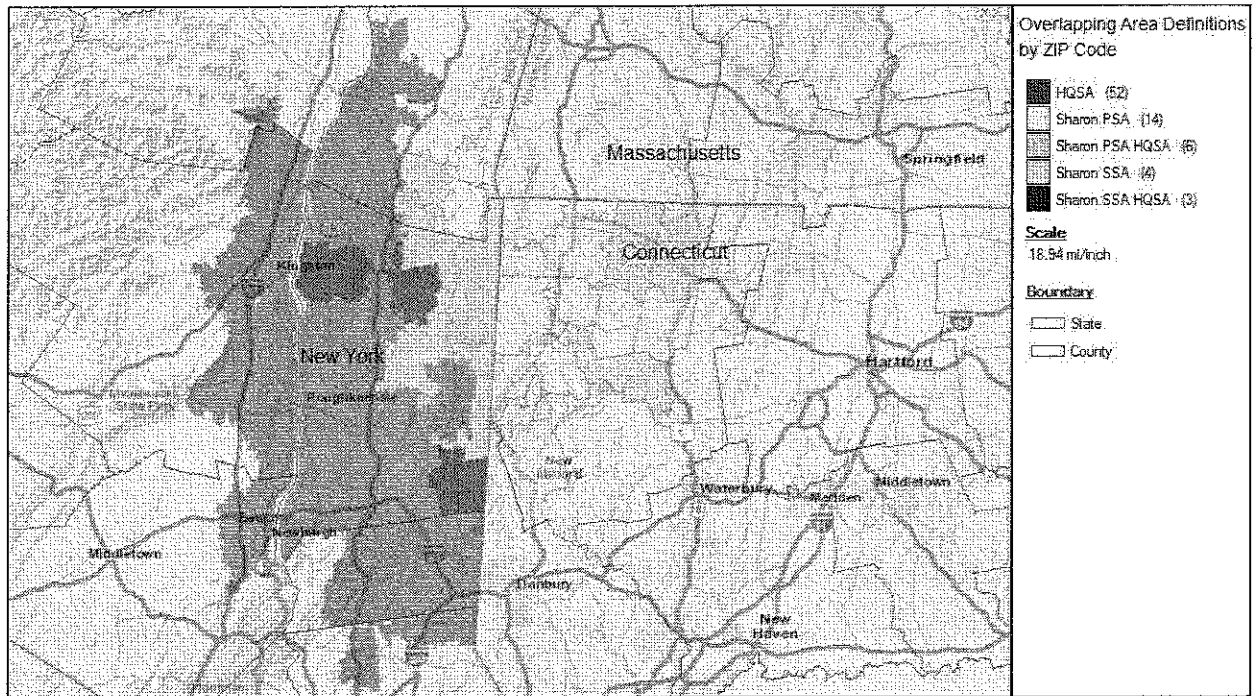 Overlapping Area Definitions
by ZIP Code
HQSA (52)
Sharon PSA (14)
Sharon PSA HQSA (6)
Sharon SSA (4)
Sharon SSA HQSA (3)
Scale
18.94 mi/inch
Boundary
State
County
Massachusetts
Springfield
Connecticut
Kingston
New York
Hartford
Poughkeepsie
New
Milford
Waterbury
Meriden
Middletown
Newburgh
Middletown
Danbury
New
Haven